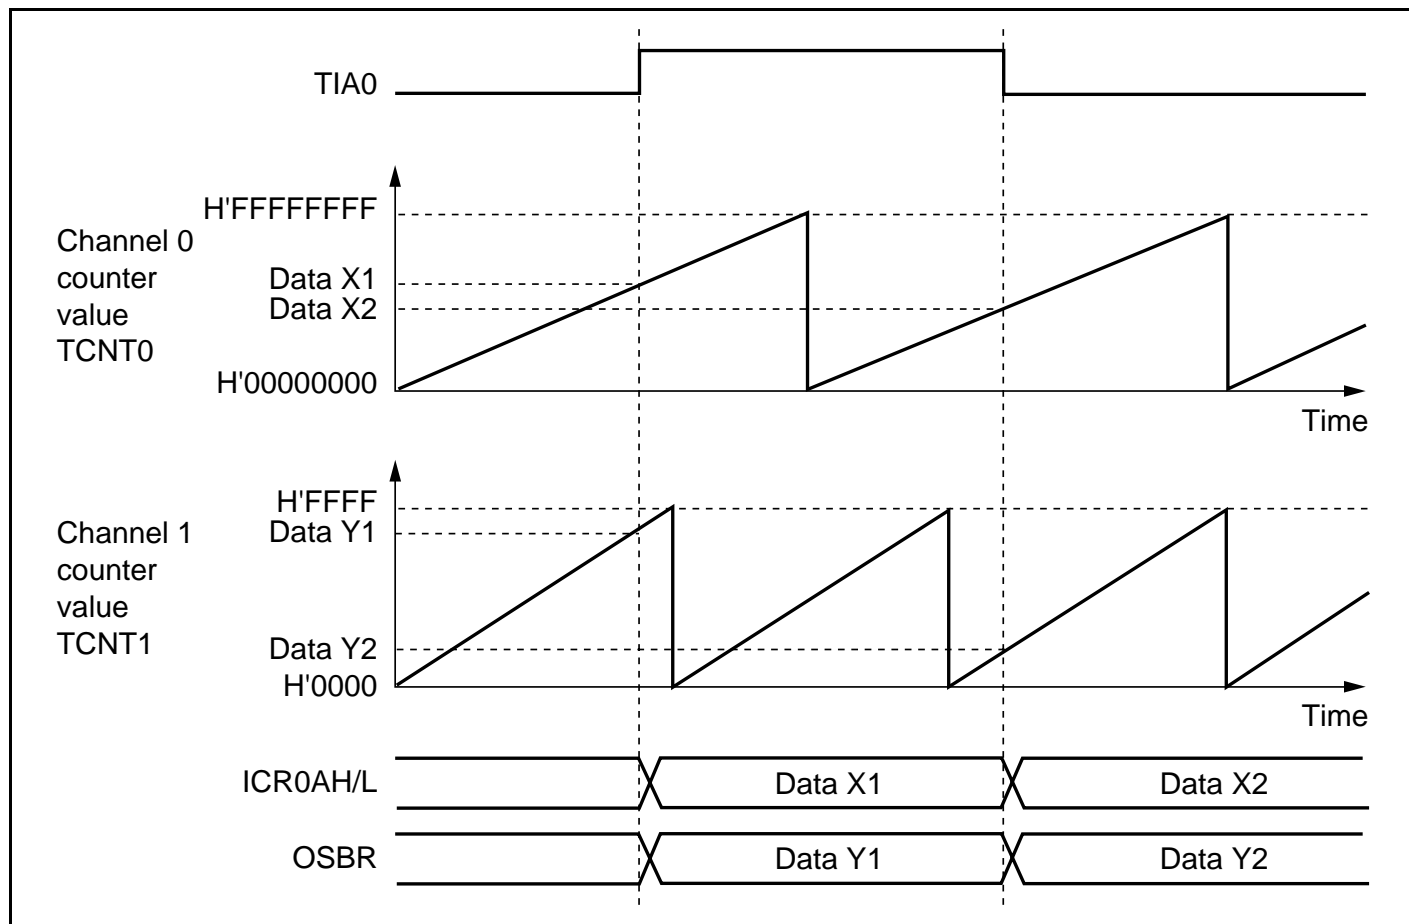 TIA0
H'FFFFFFFF
Channel 0
counter
value
TCNT0
Data X1
Data X2
H'00000000
Time
H'FFFF
Channel 1
counter
value
TCNT1
Data Y1
Data Y2
H'0000
Time
ICR0AH/L
Data X1
Data X2
OSBR
Data Y1
Data Y2